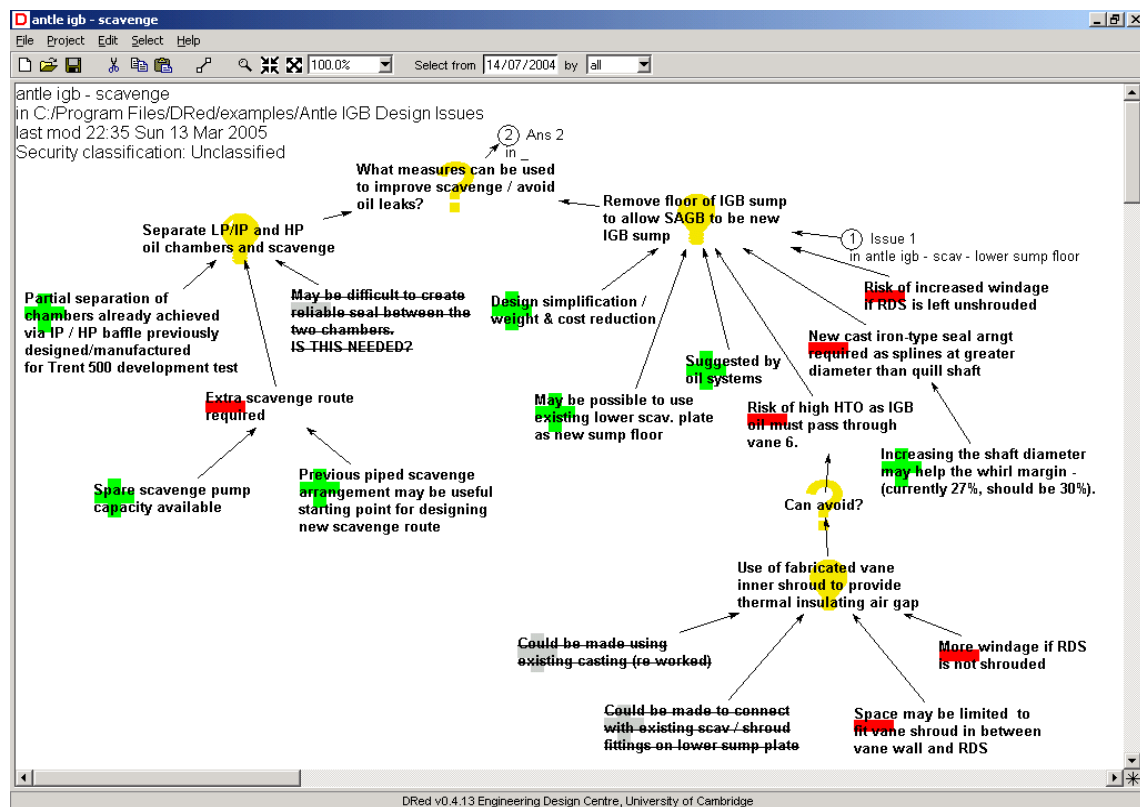 D antle igb - scavenge
File Project Edit Select Help
100.0% Select from 14/07/2004 by all
antle igb - scavenge
in C:/Program Files/DRed/examples/Antle IGB Design Issues
last mod 22:35 Sun 13 Mar 2005
Security classification: Unclassified
2 Ans 2
in _
What measures can be used
to improve scavenge / avoid
oil leaks?
?
Separate LP/IP and HP
oil chambers and scavenge
Remove floor of IGB sump
to allow SAGB to be new
IGB sump
1 Issue 1
in antle igb - scav - lower sump floor
Partial separation of
chambers already achieved
via IP / HP baffle previously
designed/manufactured
for Trent 500 development test
May be difficult to create
reliable seal between the
two chambers.
IS THIS NEEDED?
Design simplification /
weight & cost reduction
Risk of increased windage
if RDS is left unshrouded
New cast iron-type seal arngt
required as splines at greater
diameter than quill shaft
Suggested by
oil systems
Extra scavenge route
required
May be possible to use
existing lower scav. plate
as new sump floor
Risk of high HTO as IGB
oil must pass through
vane 6.
Increasing the shaft diameter
may help the whirl margin -
(currently 27%, should be 30%).
Spare scavenge pump
capacity available
Previous piped scavenge
arrangement may be useful
starting point for designing
new scavenge route
Can avoid?
?
Use of fabricated vane
inner shroud to provide
thermal insulating air gap
Could be made using
existing casting (re worked)
More windage if RDS
is not shrouded
Could be made to connect
with existing scav / shroud
fittings on lower sump plate
Space may be limited to
fit vane shroud in between
vane wall and RDS
DRed v0.4.13 Engineering Design Centre, University of Cambridge